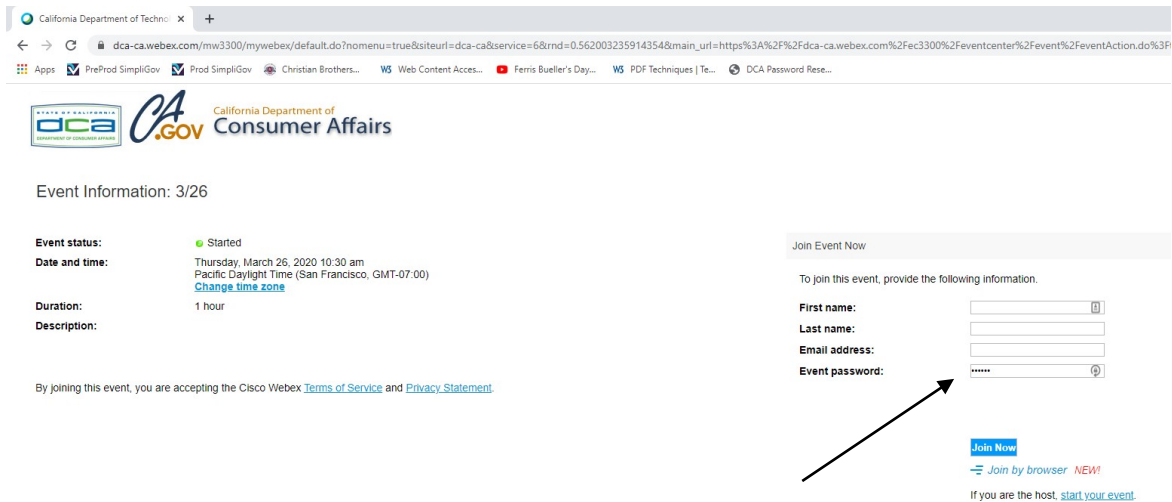 California Department of Techno
dca-ca.webex.com/mw3300/mywebex/default.do?nomenu=true&siteurl=dca-ca&service=6&rnd=0.562003235914354&main_url=https%3A%2F%2Fdca-ca.webex.com%2Fec3300%2Feventcenter%2Fevent%2FeventAction.do%3F
Apps PreProd SimpliGov Prod SimpliGov Christian Brothers... Web Content Acces... Ferris Bueller's Day... PDF Techniques | Te... DCA Password Rese...
STATE OF CALIFORNIA
dca
DEPARTMENT OF CONSUMER AFFAIRS
CA.GOV
California Department of
Consumer Affairs
Event Information: 3/26
Event status: Started
Date and time: Thursday, March 26, 2020 10:30 am
Pacific Daylight Time (San Francisco, GMT-07:00)
Change time zone
Duration: 1 hour
Description:
By joining this event, you are accepting the Cisco Webex Terms of Service and Privacy Statement.
Join Event Now
To join this event, provide the following information.
First name:
Last name:
Email address:
Event password: ......
Join Now
Join by browser NEW!
If you are the host, start your event.